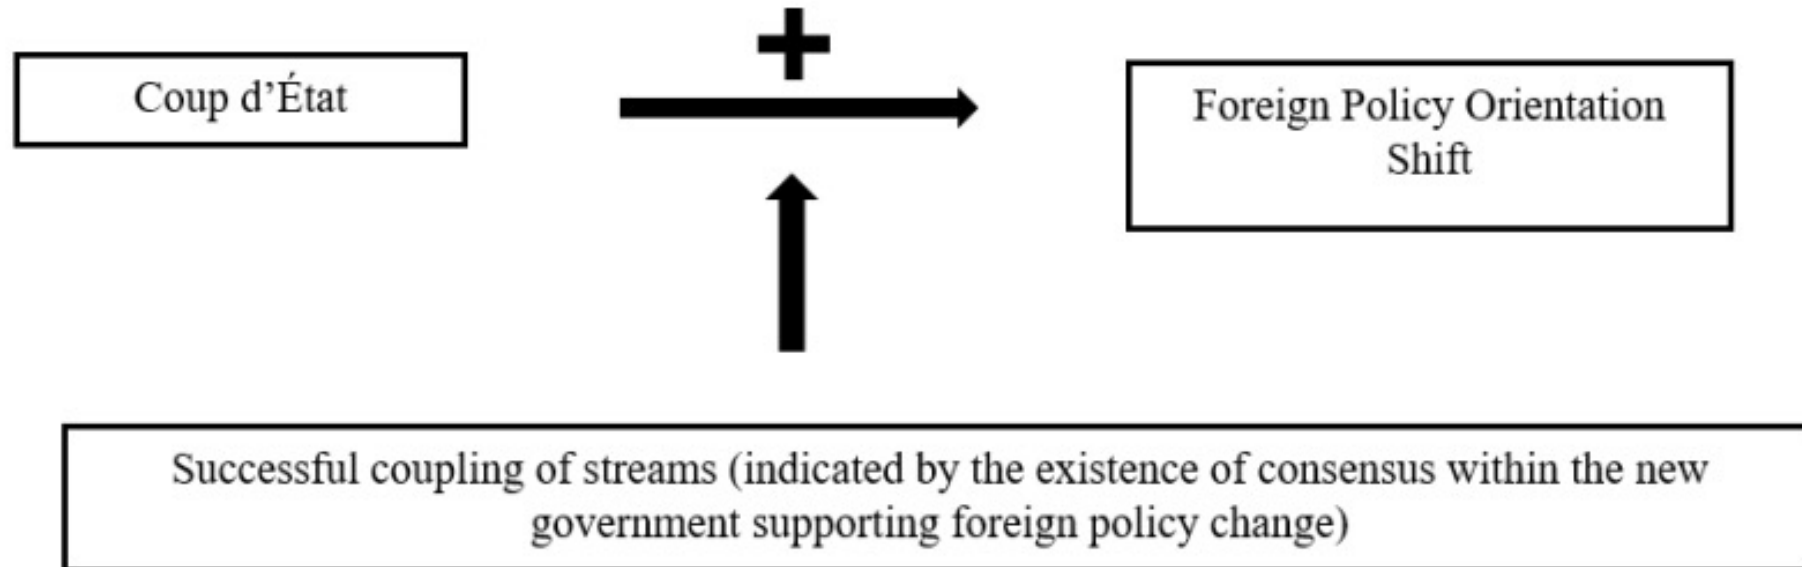 Coup d’État
+
Foreign Policy Orientation
Shift
Successful coupling of streams (indicated by the existence of consensus within the new
government supporting foreign policy change)